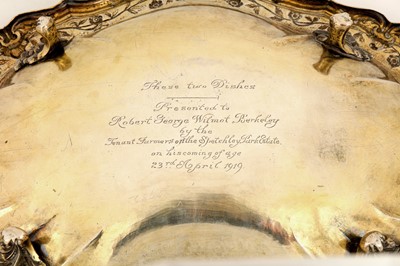 These two Dishes
Presented to
Robert George Wilmot Berkeley
by the
Tenant Farmers of the Spetchley Park Estate
on his coming of age
23rd April 1919.